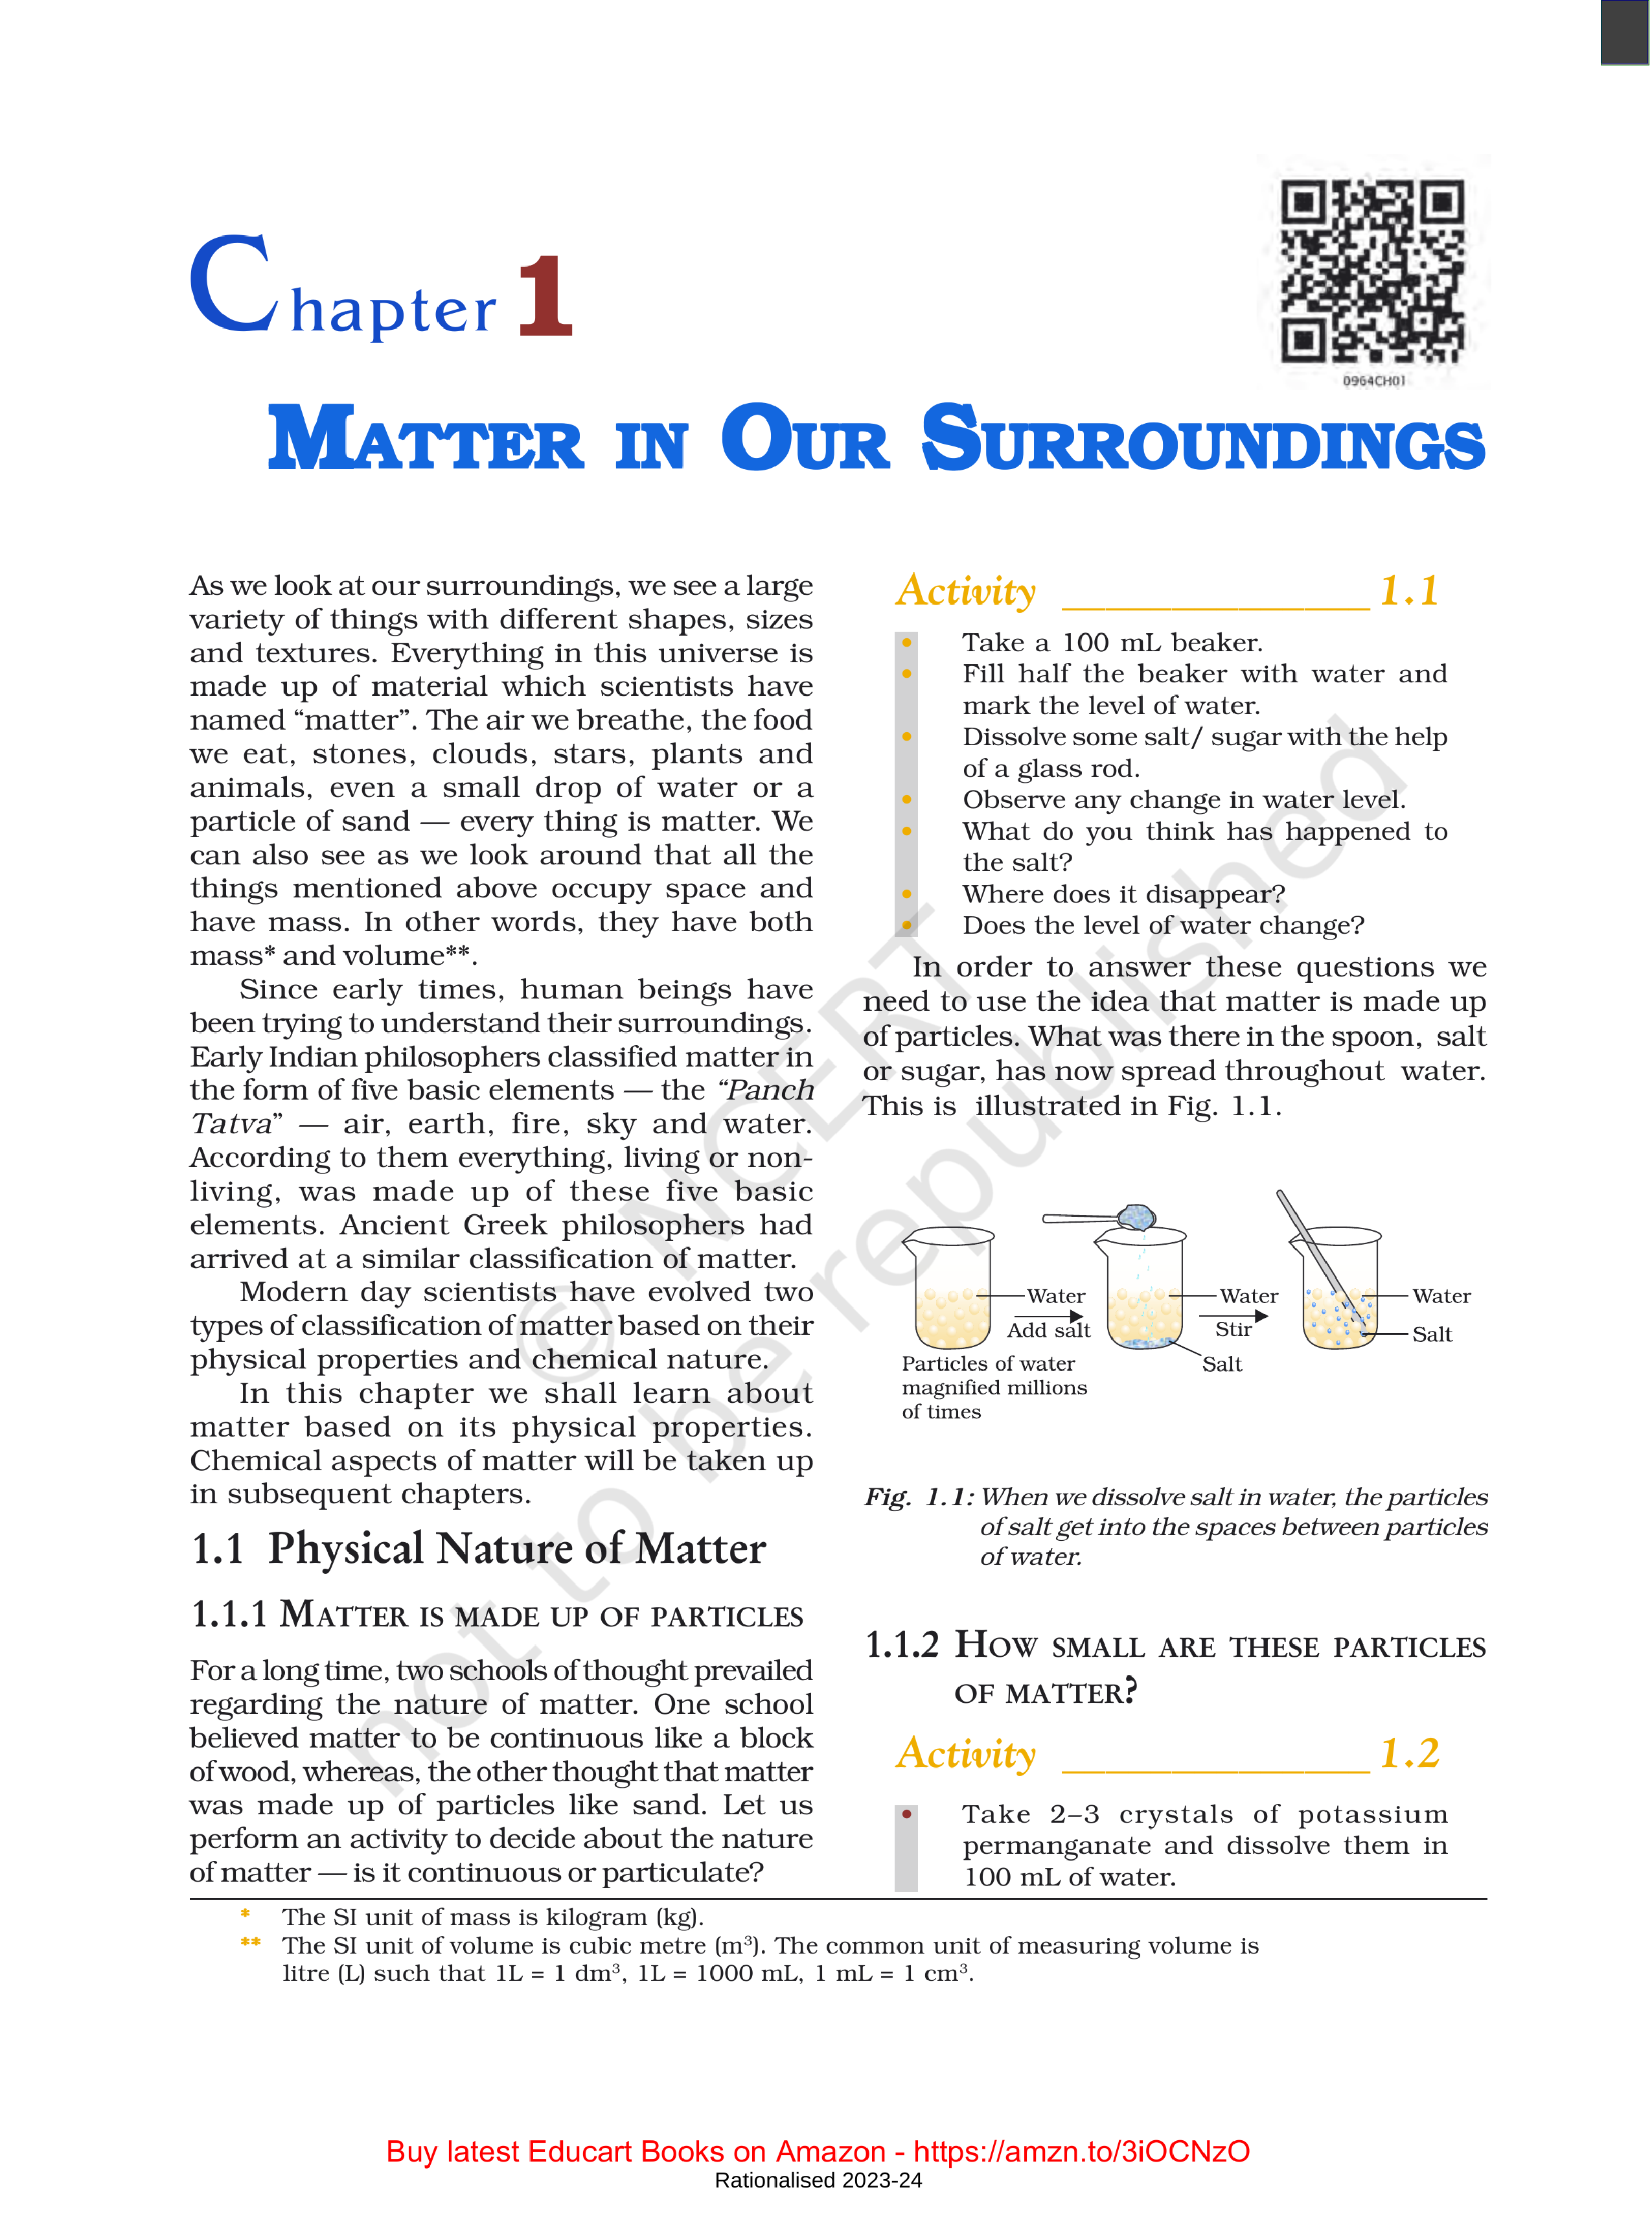 0964CH01
Chapter 1
MATTER IN OUR SURROUNDINGS
As we look at our surroundings, we see a large
variety of things with different shapes, sizes
and textures. Everything in this universe is
made up of material which scientists have
named “matter”. The air we breathe, the food
we eat, stones, clouds, stars, plants and
animals, even a small drop of water or a
particle of sand — every thing is matter. We
can also see as we look around that all the
things mentioned above occupy space and
have mass. In other words, they have both
mass* and volume**.
Since early times, human beings have
been trying to understand their surroundings.
Early Indian philosophers classified matter in
the form of five basic elements — the “Panch
Tatva” — air, earth, fire, sky and water.
According to them everything, living or non-
living, was made up of these five basic
elements. Ancient Greek philosophers had
arrived at a similar classification of matter.
Modern day scientists have evolved two
types of classification of matter based on their
physical properties and chemical nature.
In this chapter we shall learn about
matter based on its physical properties.
Chemical aspects of matter will be taken up
in subsequent chapters.
1.1 Physical Nature of Matter
1.1.1 MATTER IS MADE UP OF PARTICLES
For a long time, two schools of thought prevailed
regarding the nature of matter. One school
believed matter to be continuous like a block
of wood, whereas, the other thought that matter
was made up of particles like sand. Let us
perform an activity to decide about the nature
of matter — is it continuous or particulate?
Activity ______________ 1.1
• Take a 100 mL beaker.
• Fill half the beaker with water and
mark the level of water.
• Dissolve some salt/ sugar with the help
of a glass rod.
• Observe any change in water level.
• What do you think has happened to
the salt?
• Where does it disappear?
• Does the level of water change?
In order to answer these questions we
need to use the idea that matter is made up
of particles. What was there in the spoon, salt
or sugar, has now spread throughout water.
This is illustrated in Fig. 1.1.
Water
Add salt
Particles of water
magnified millions
of times
Water
Stir
Salt
Water
Salt
Fig. 1.1: When we dissolve salt in water, the particles
of salt get into the spaces between particles
of water.
1.1.2 HOW SMALL ARE THESE PARTICLES
OF MATTER?
Activity ______________ 1.2
• Take 2–3 crystals of potassium
permanganate and dissolve them in
100 mL of water.
* The SI unit of mass is kilogram (kg).
** The SI unit of volume is cubic metre (m³). The common unit of measuring volume is
litre (L) such that 1L = 1 dm³, 1L = 1000 mL, 1 mL = 1 cm³.
© NCERT
not to be republished
Buy latest Educart Books on Amazon - https://amzn.to/3iOCNzO
Rationalised 2023-24